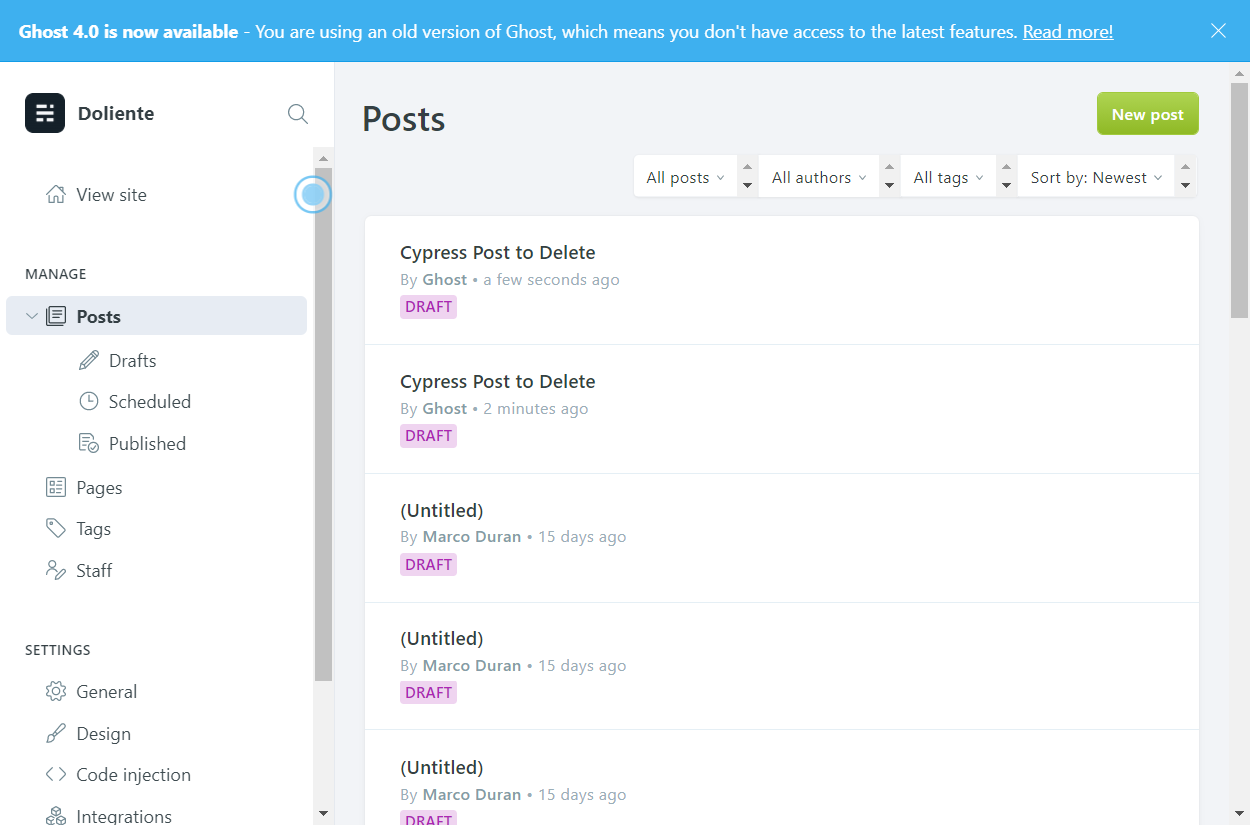 Ghost 4.0 is now available - You are using an old version of Ghost, which means you don't have access to the latest features. Read more!
Doliente
View site
MANAGE
Posts
Drafts
Scheduled
Published
Pages
Tags
Staff
SETTINGS
General
Design
Code injection
Integrations
Posts
New post
All posts
All authors
All tags
Sort by: Newest
Cypress Post to Delete
By Ghost • a few seconds ago
DRAFT
Cypress Post to Delete
By Ghost • 2 minutes ago
DRAFT
(Untitled)
By Marco Duran • 15 days ago
DRAFT
(Untitled)
By Marco Duran • 15 days ago
DRAFT
(Untitled)
By Marco Duran • 15 days ago
DRAFT